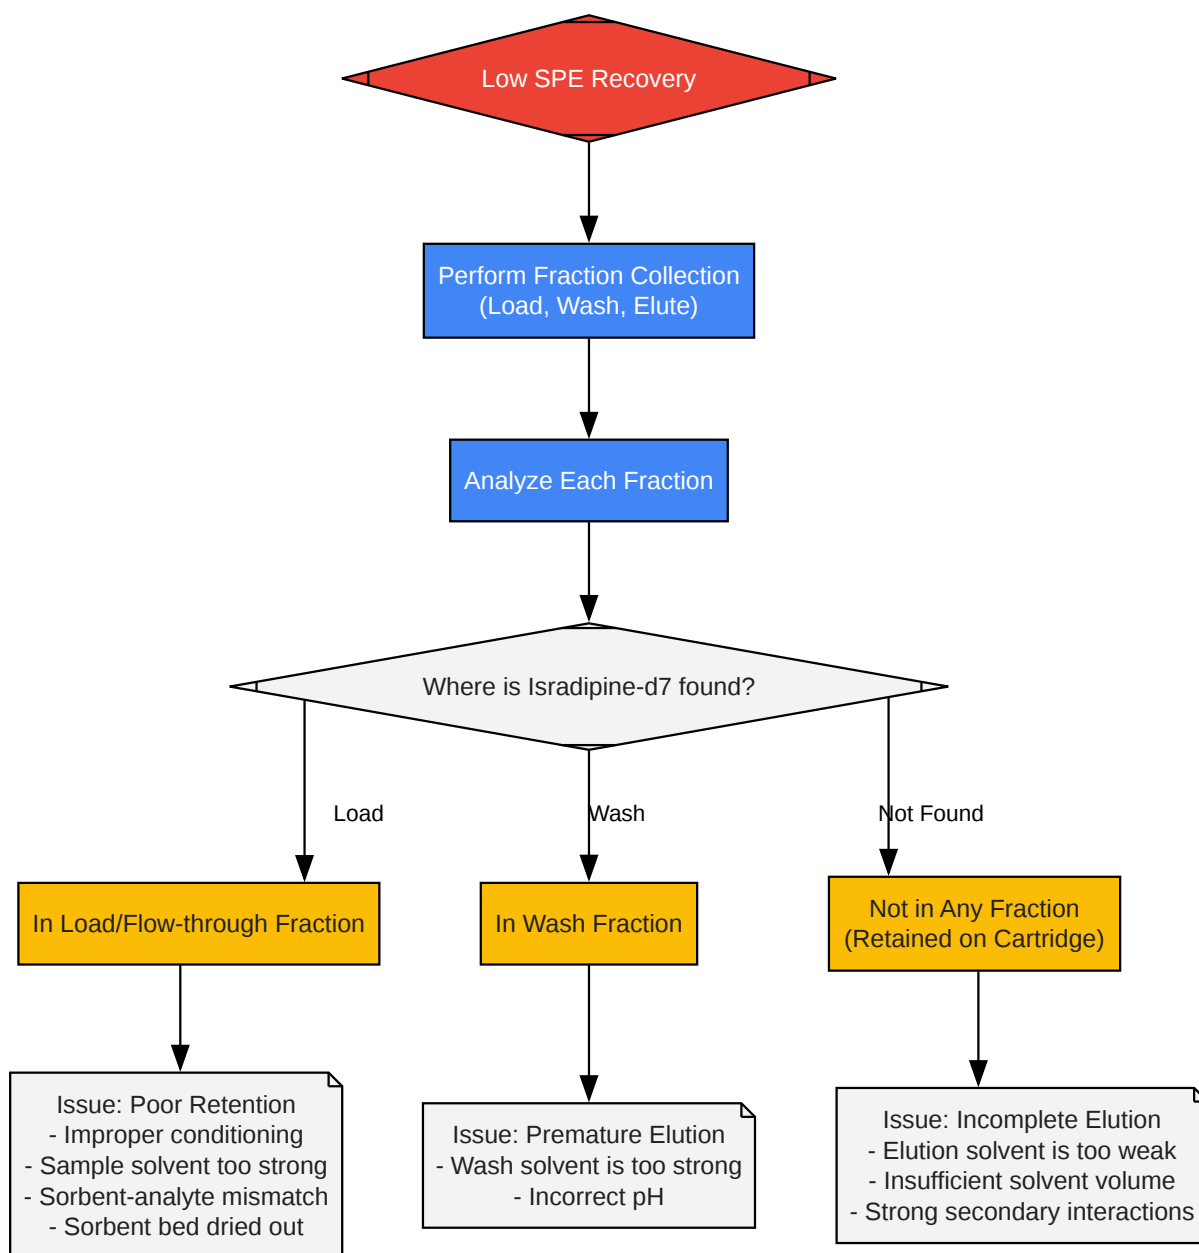 Low SPE Recovery
Perform Fraction Collection
(Load, Wash, Elute)
Analyze Each Fraction
Where is Isradipine-d7 found?
Load
Wash
Not Found
In Load/Flow-through Fraction
In Wash Fraction
Not in Any Fraction
(Retained on Cartridge)
Issue: Poor Retention
- Improper conditioning
- Sample solvent too strong
- Sorbent-analyte mismatch
- Sorbent bed dried out
Issue: Premature Elution
- Wash solvent is too strong
- Incorrect pH
Issue: Incomplete Elution
- Elution solvent is too weak
- Insufficient solvent volume
- Strong secondary interactions